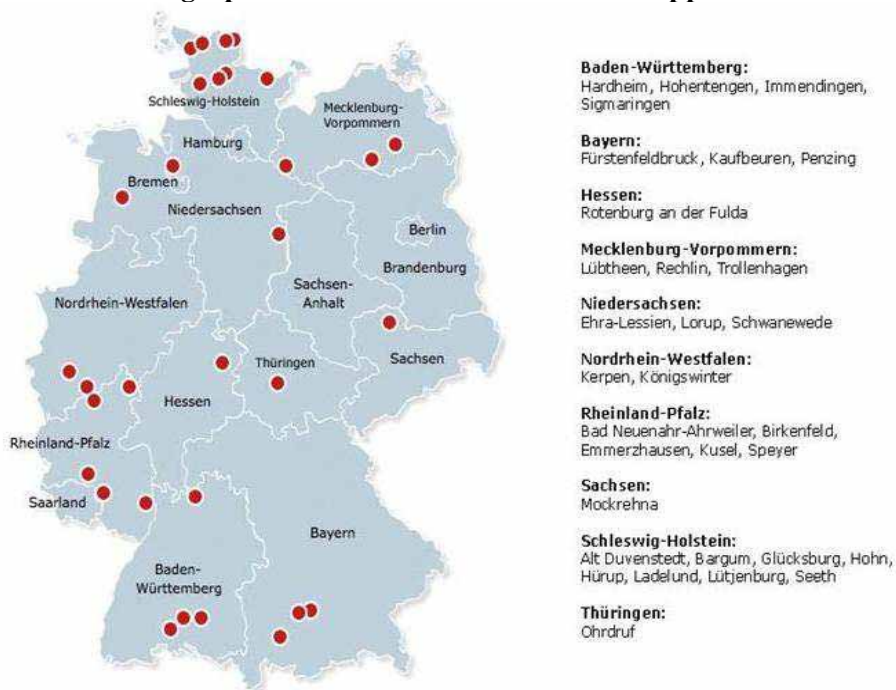 Schleswig-Holstein
Mecklenburg-
Vorpommern
Hamburg
Bremen
Niedersachsen
Berlin
Brandenburg
Sachsen-
Anhalt
Nordrhein-Westfalen
Sachsen
Thüringen
Hessen
Rheinland-Pfalz
Saarland
Bayern
Baden-
Württemberg
Baden-Württemberg:
Hardheim, Hohentengen, Immendingen,
Sigmaringen
Bayern:
Fürstenfeldbruck, Kaufbeuren, Penzing
Hessen:
Rotenburg an der Fulda
Mecklenburg-Vorpommern:
Lübtheen, Rechlin, Trollenhagen
Niedersachsen:
Ehra-Lessien, Lorup, Schwanewede
Nordrhein-Westfalen:
Kerpen, Königswinter
Rheinland-Pfalz:
Bad Neuenahr-Ahrweiler, Birkenfeld,
Emmerzhausen, Kusel, Speyer
Sachsen:
Mockrehna
Schleswig-Holstein:
Alt Duvenstedt, Bargum, Glücksburg, Hohn,
Hürup, Ladelund, Lütjenburg, Seeth
Thüringen:
Ohrdruf